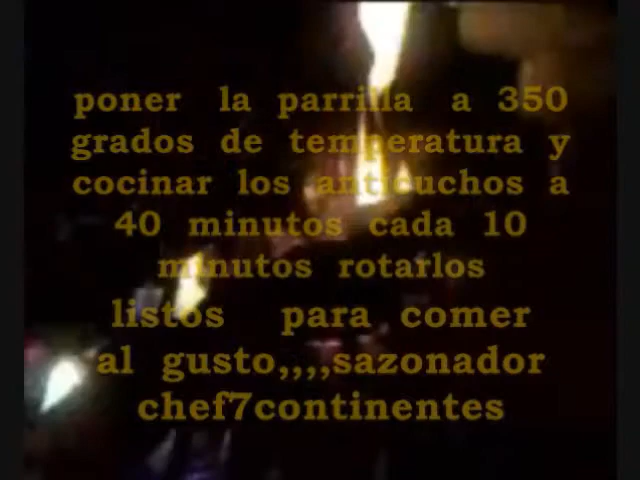 poner la parrilla a 350
grados de temperatura y
cocinar los anticuchos a
40 minutos cada 10
minutos rotarlos
listos para comer
al gusto,,,,sazonador
chef7continentes